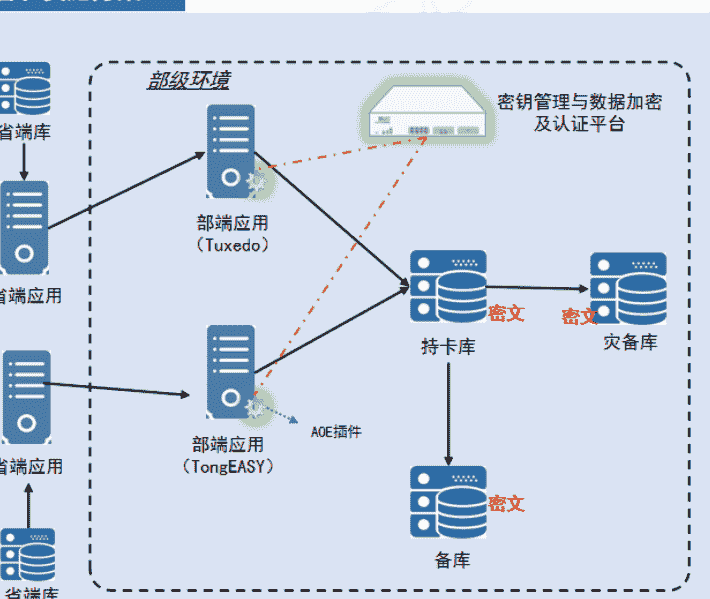 部级环境
密钥管理与数据加密
及认证平台
省端库
部端应用
（Tuxedo）
省端应用
密文
密文
持卡库
灾备库
AOE插件
部端应用
（TongEASY）
省端应用
密文
备库
省端库